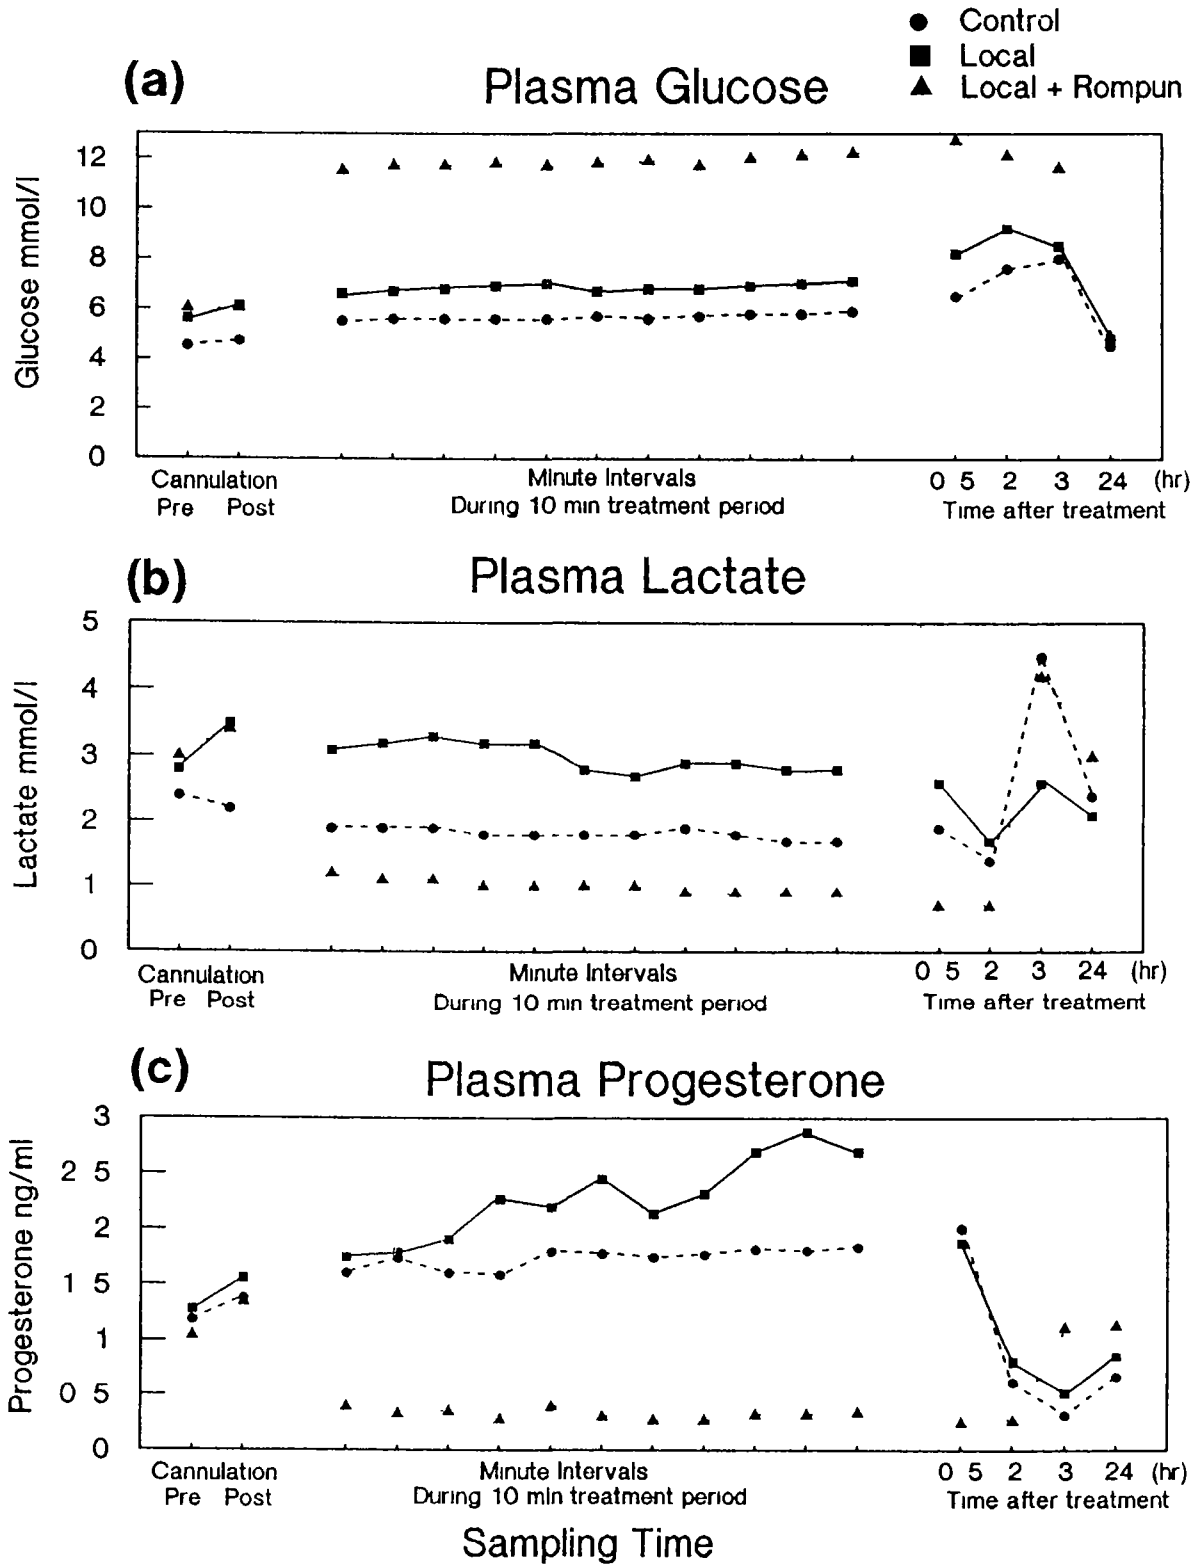 Control
Local
Local + Rompun
(a)
Plasma Glucose
Glucose mmol/l
12
10
8
6
4
2
0
Cannulation
Pre Post
Minute Intervals
During 10 min treatment period
0 5 2 3 24 (hr)
Time after treatment
(b)
Plasma Lactate
Lactate mmol/l
5
4
3
2
1
0
Cannulation
Pre Post
Minute Intervals
During 10 min treatment period
0 5 2 3 24 (hr)
Time after treatment
(c)
Plasma Progesterone
Progesterone ng/ml
3
2 5
2
1 5
1
0 5
0
Cannulation
Pre Post
Minute Intervals
During 10 min treatment period
0 5 2 3 24 (hr)
Time after treatment
Sampling Time